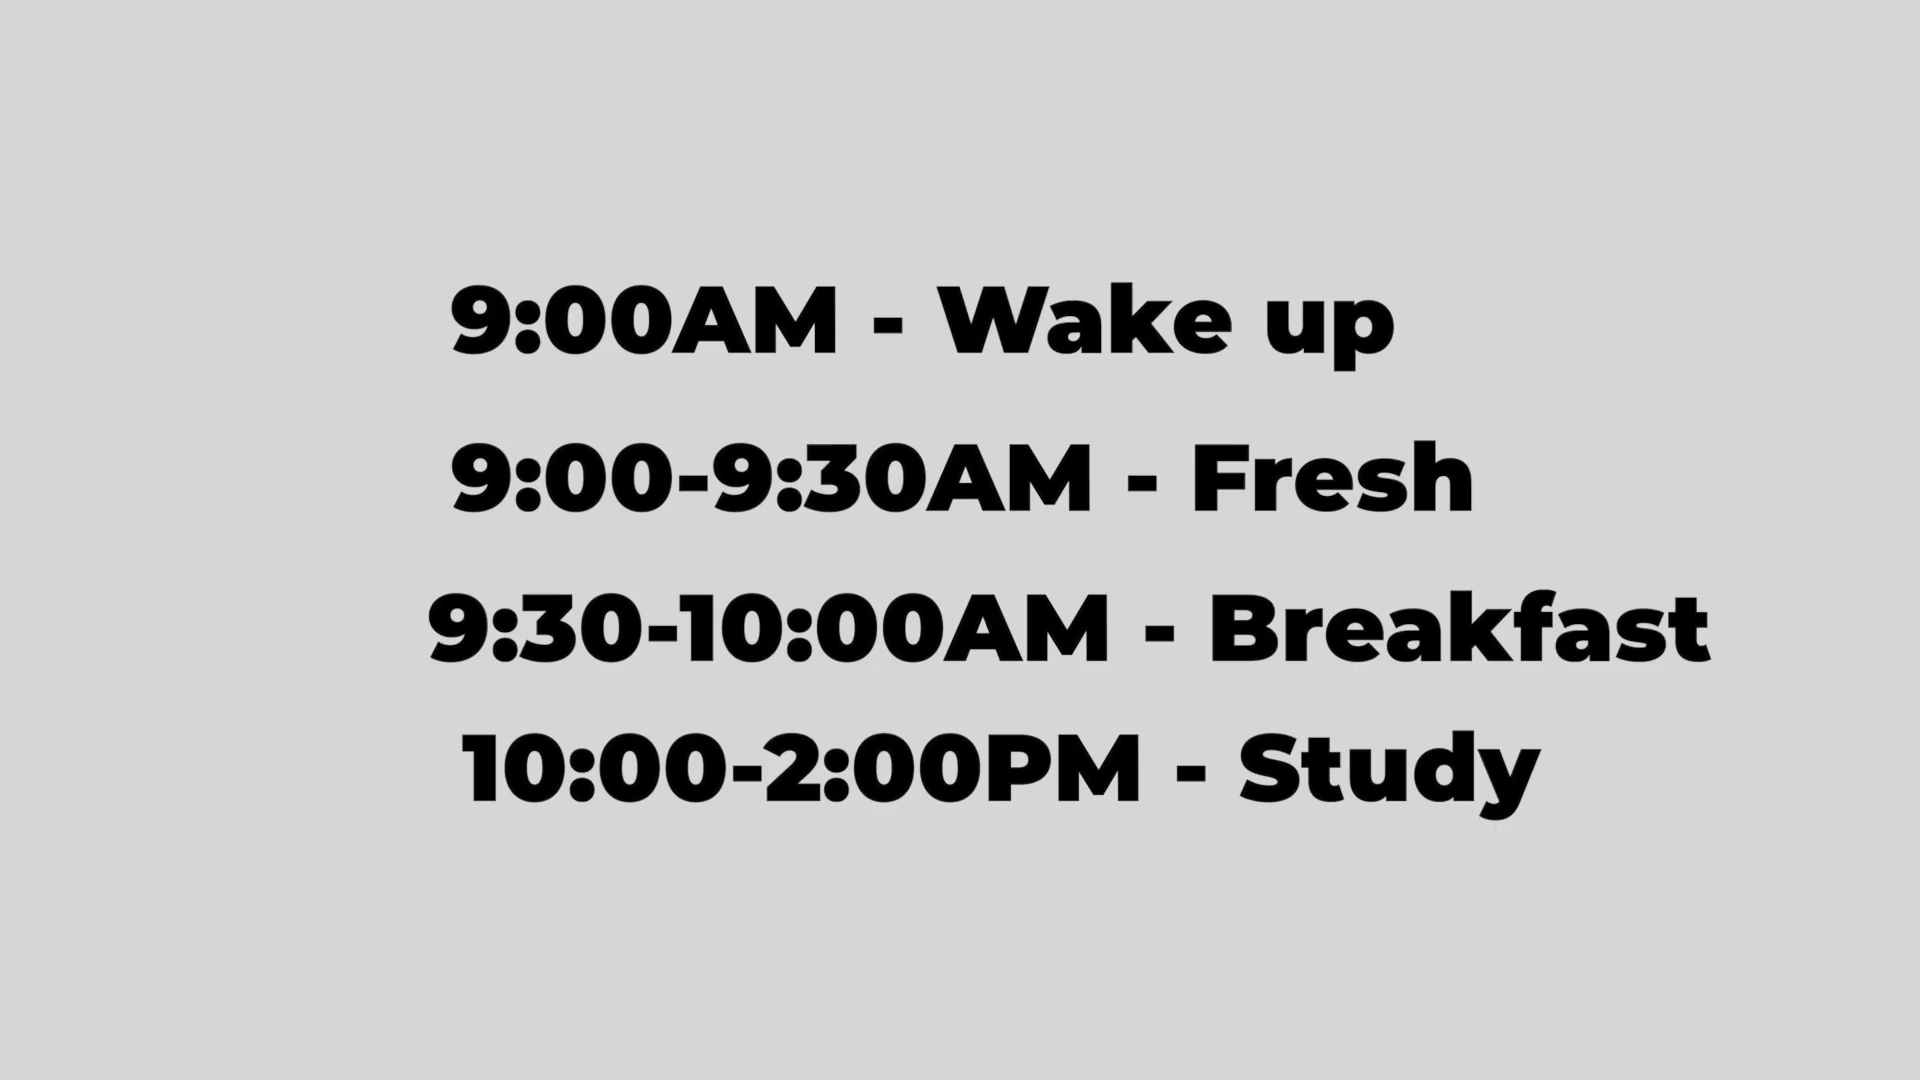 9:00AM - Wake up
9:00-9:30AM - Fresh
9:30-10:00AM - Breakfast
10:00-2:00PM - Study